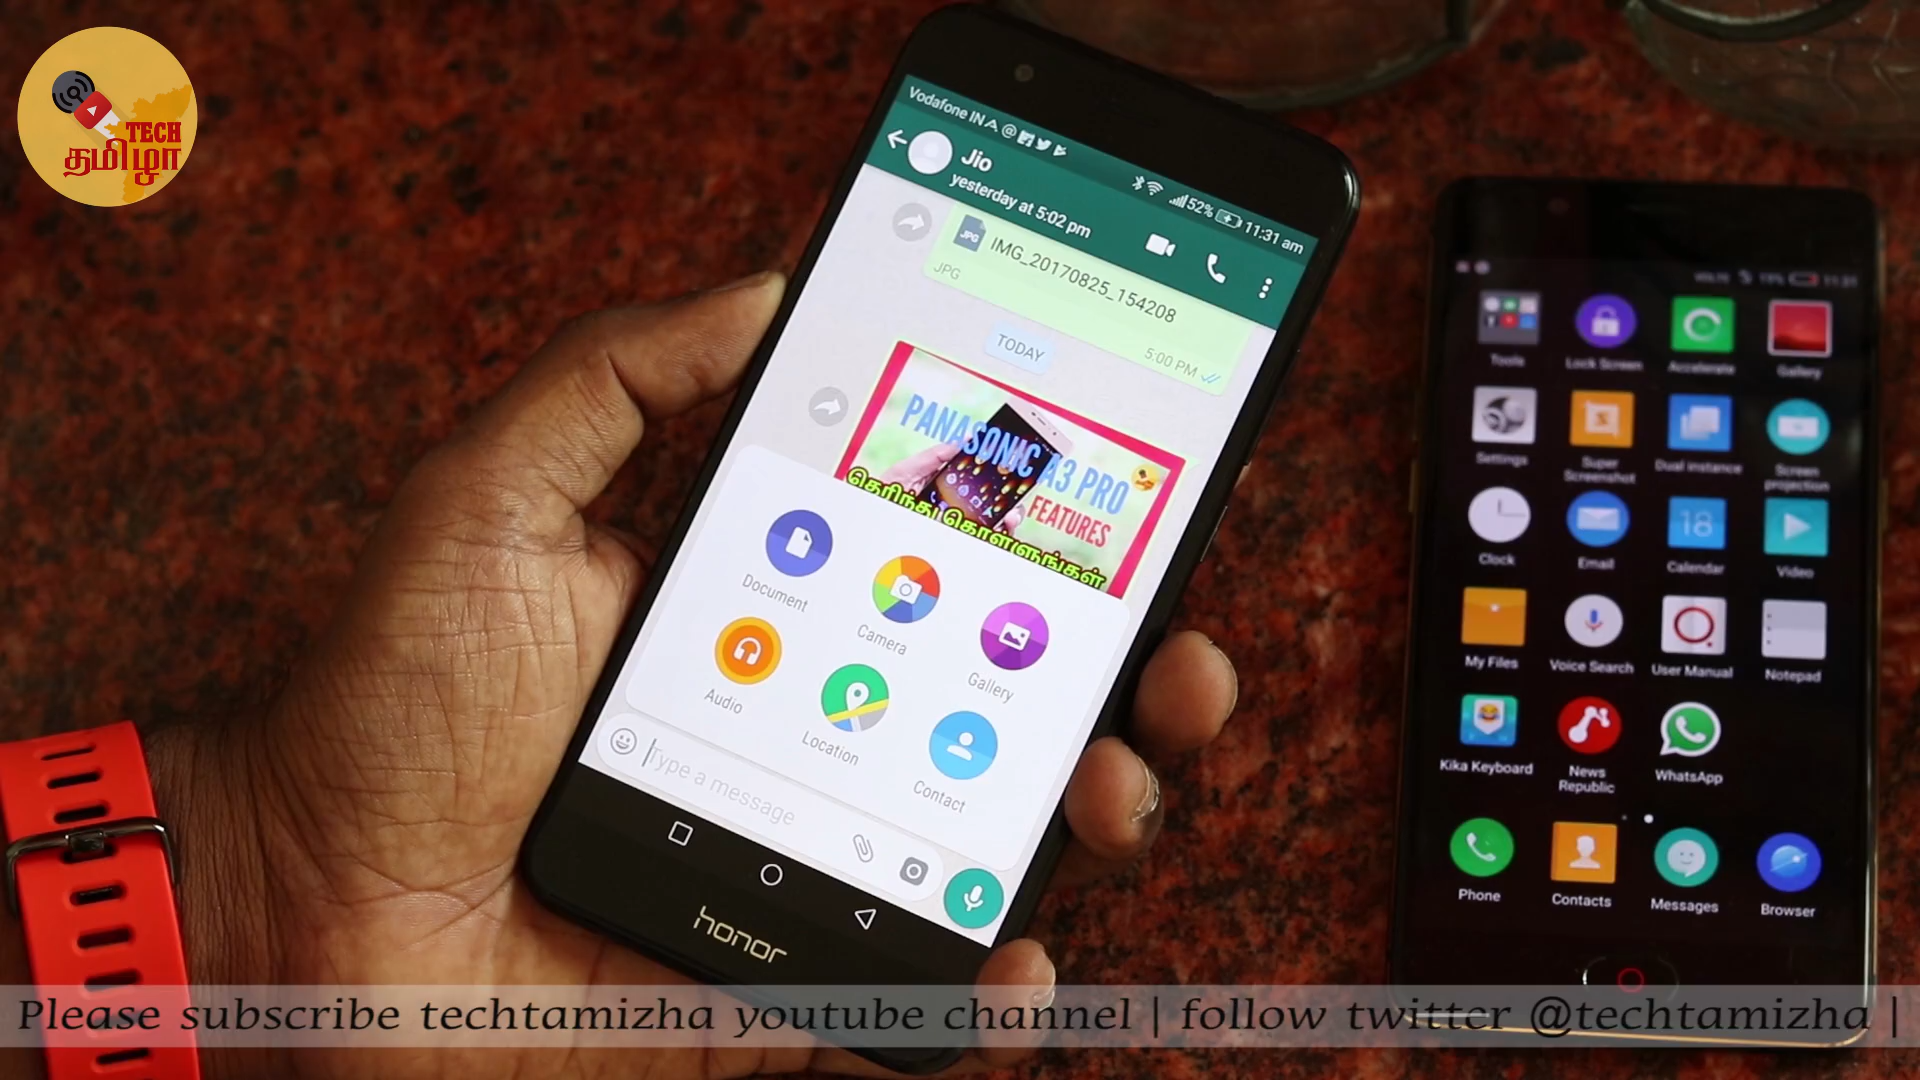 TECH
தமிழா
Vodafone IN
52%
11:31 am
Jio
yesterday at 5:02 pm
JPG
IMG_20170825_154208
JPG
5:00 PM
TODAY
PANASONIC A3 PRO
FEATURES
தெரிந்து கொள்ளுங்கள்
Document
Camera
Gallery
Audio
Location
Contact
Type a message
honor
Tools
Lock Screen
Accelerate
Gallery
Settings
Super
Screenshot
Dual instance
Screen
projection
Clock
Email
18
Calendar
Video
My Files
Voice Search
User Manual
Notepad
Kika Keyboard
News
Republic
WhatsApp
Phone
Contacts
Messages
Browser
Please subscribe techtamizha youtube channel | follow twitter @techtamizha |